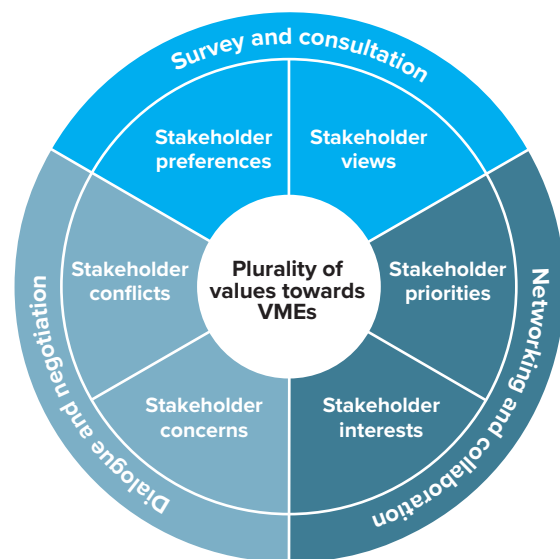 Survey and consultation
Stakeholder
preferences
Stakeholder
views
Stakeholder
conflicts
Plurality of
values towards
VMEs
Stakeholder
priorities
Stakeholder
concerns
Stakeholder
interests
Dialogue and negotiation
Networking and collaboration